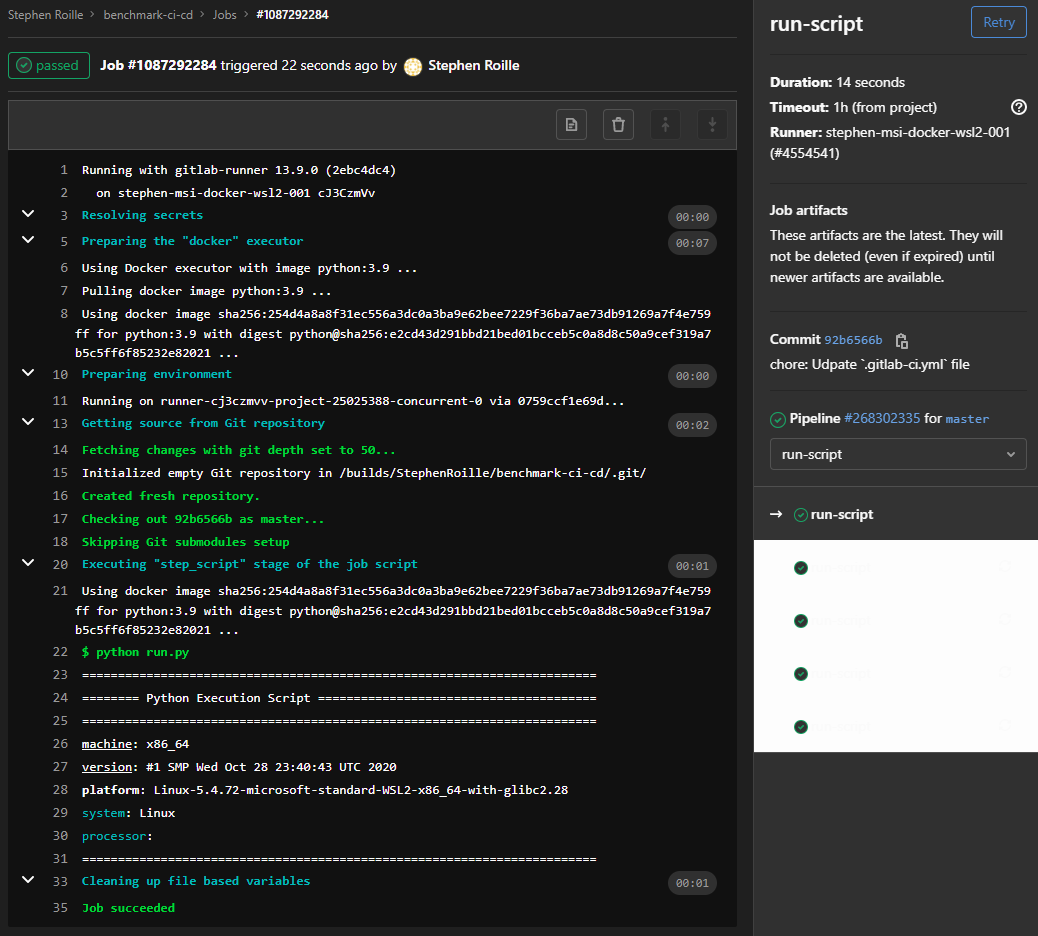 Stephen Roille > benchmark-ci-cd > Jobs > #1087292284
passed Job #1087292284 triggered 22 seconds ago by Stephen Roille
1 Running with gitlab-runner 13.9.0 (2ebc4dc4)
2 on stephen-msi-docker-wsl2-001 cJ3CzmVv
3 Resolving secrets 00:00
5 Preparing the "docker" executor 00:07
6 Using Docker executor with image python:3.9 ...
7 Pulling docker image python:3.9 ...
8 Using docker image sha256:254d4a8a8f31ec556a3dc0a3ba9e62bee7229f36ba7ae73db91269a7f4e759
ff for python:3.9 with digest python@sha256:e2cd43d291bbd21bed01bcceb5c0a8d8c50a9cef319a7
b5c5ff6f85232e82021 ...
10 Preparing environment 00:00
11 Running on runner-cj3czmvv-project-25025388-concurrent-0 via 0759ccf1e69d...
13 Getting source from Git repository 00:02
14 Fetching changes with git depth set to 50...
15 Initialized empty Git repository in /builds/StephenRoille/benchmark-ci-cd/.git/
16 Created fresh repository.
17 Checking out 92b6566b as master...
18 Skipping Git submodules setup
20 Executing "step_script" stage of the job script 00:01
21 Using docker image sha256:254d4a8a8f31ec556a3dc0a3ba9e62bee7229f36ba7ae73db91269a7f4e759
ff for python:3.9 with digest python@sha256:e2cd43d291bbd21bed01bcceb5c0a8d8c50a9cef319a7
b5c5ff6f85232e82021 ...
22 $ python run.py
23 ========================================================================
24 ======== Python Execution Script =======================================
25 ========================================================================
26 machine: x86_64
27 version: #1 SMP Wed Oct 28 23:40:43 UTC 2020
28 platform: Linux-5.4.72-microsoft-standard-WSL2-x86_64-with-glibc2.28
29 system: Linux
30 processor:
31 ========================================================================
33 Cleaning up file based variables 00:01
35 Job succeeded
run-script Retry
Duration: 14 seconds
Timeout: 1h (from project)
Runner: stephen-msi-docker-wsl2-001
(#4554541)
Job artifacts
These artifacts are the latest. They will
not be deleted (even if expired) until
newer artifacts are available.
Commit 92b6566b
chore: Udpate `.gitlab-ci.yml` file
Pipeline #268302335 for master
run-script
→ run-script